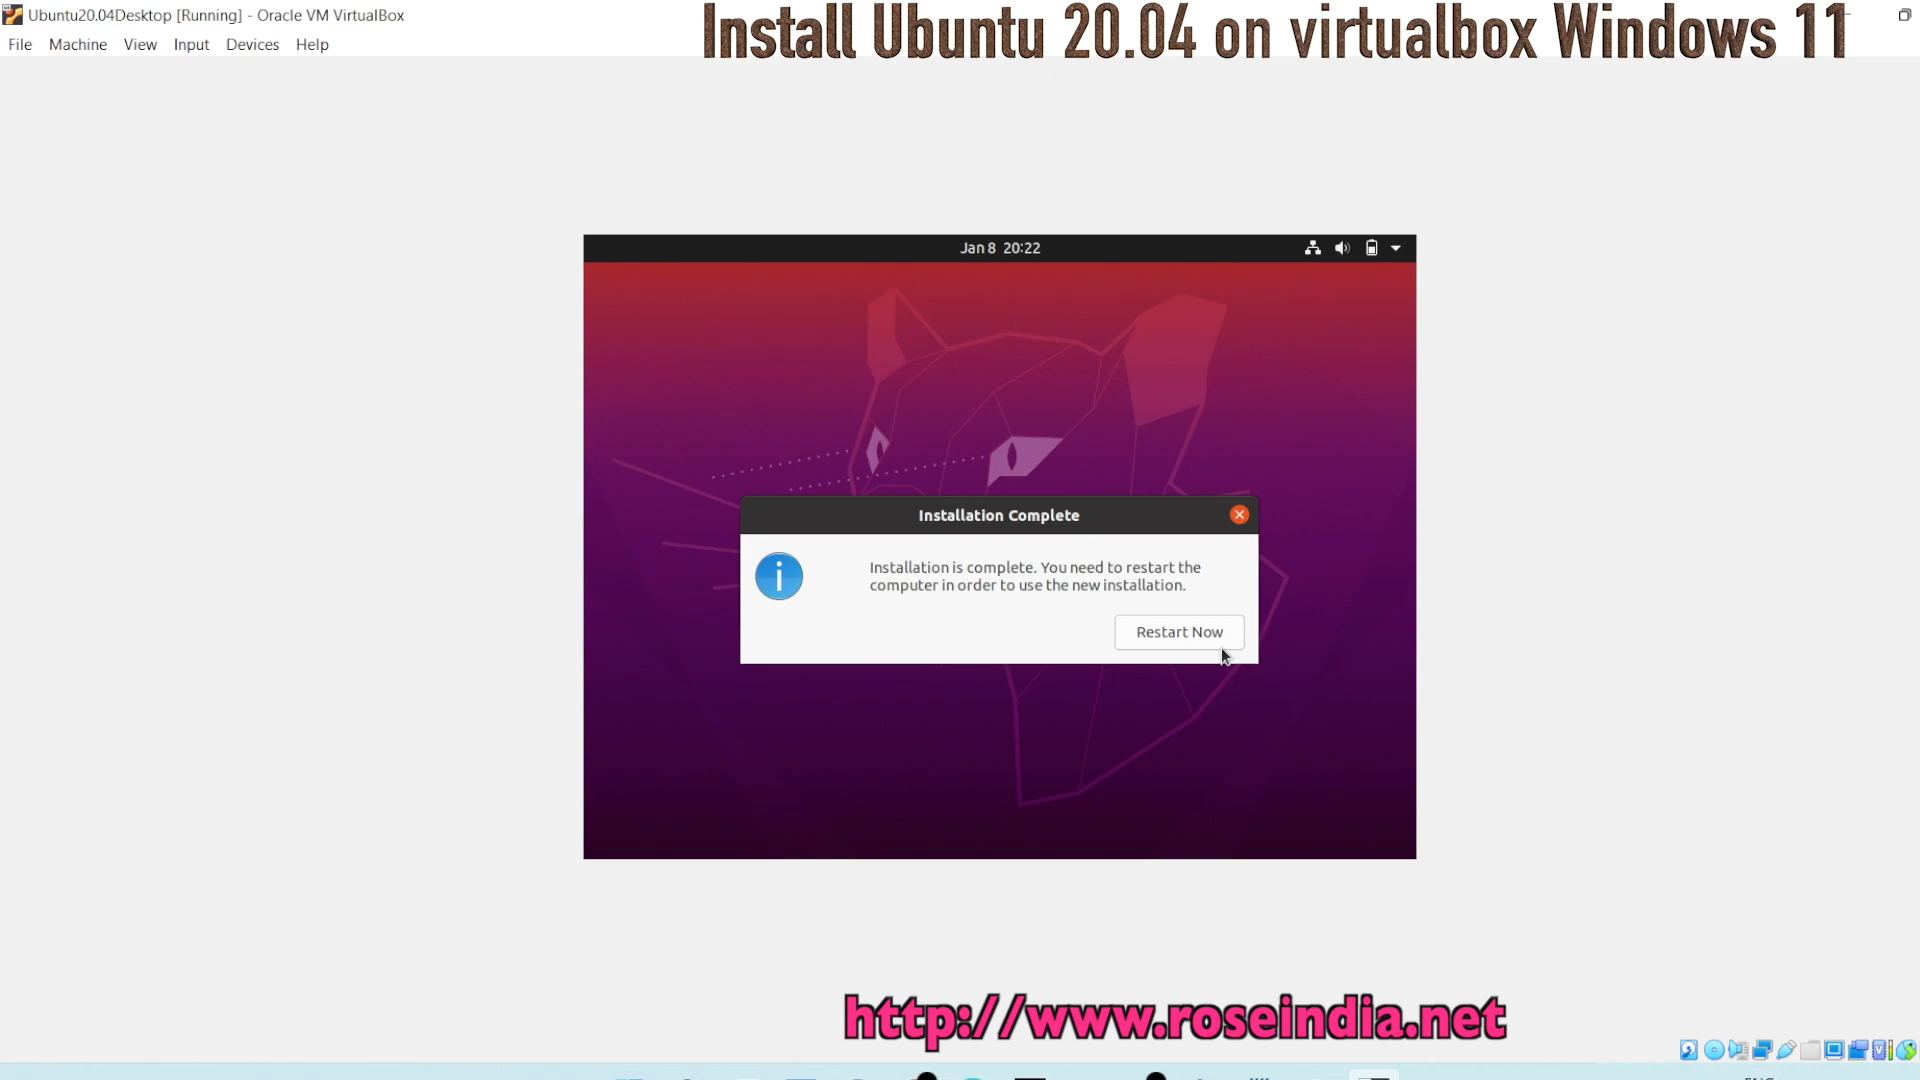 Ubuntu20.04Desktop [Running] - Oracle VM VirtualBox
Install Ubuntu 20.04 on virtualbox Windows 11
File Machine View Input Devices Help
Jan 8 20:22
Installation Complete
Installation is complete. You need to restart the
computer in order to use the new installation.
Restart Now
http://www.roseindia.net